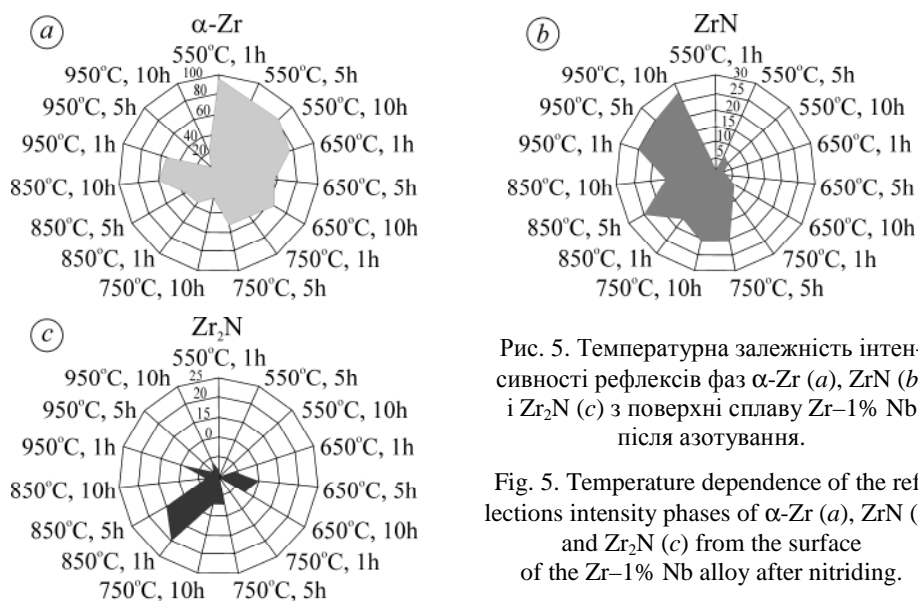 a
α-Zr
550°C, 1h
950°C, 10h
550°C, 5h
950°C, 5h
550°C, 10h
950°C, 1h
650°C, 1h
850°C, 10h
650°C, 5h
850°C, 5h
650°C, 10h
850°C, 1h
750°C, 1h
750°C, 10h
750°C, 5h
100
80
60
40
20
b
ZrN
550°C, 1h
950°C, 10h
550°C, 5h
950°C, 5h
550°C, 10h
950°C, 1h
650°C, 1h
850°C, 10h
650°C, 5h
850°C, 5h
650°C, 10h
850°C, 1h
750°C, 1h
750°C, 10h
750°C, 5h
30
25
20
15
10
5
c
Zr₂N
550°C, 1h
950°C, 10h
550°C, 5h
950°C, 5h
550°C, 10h
950°C, 1h
650°C, 1h
850°C, 10h
650°C, 5h
850°C, 5h
650°C, 10h
850°C, 1h
750°C, 1h
750°C, 10h
750°C, 5h
25
20
15
0
Рис. 5. Температурна залежність інтен-
сивності рефлексів фаз α-Zr (a), ZrN (b
і Zr₂N (c) з поверхні сплаву Zr–1% Nb
після азотування.
Fig. 5. Temperature dependence of the ref
lections intensity phases of α-Zr (a), ZrN (
and Zr₂N (c) from the surface
of the Zr–1% Nb alloy after nitriding.